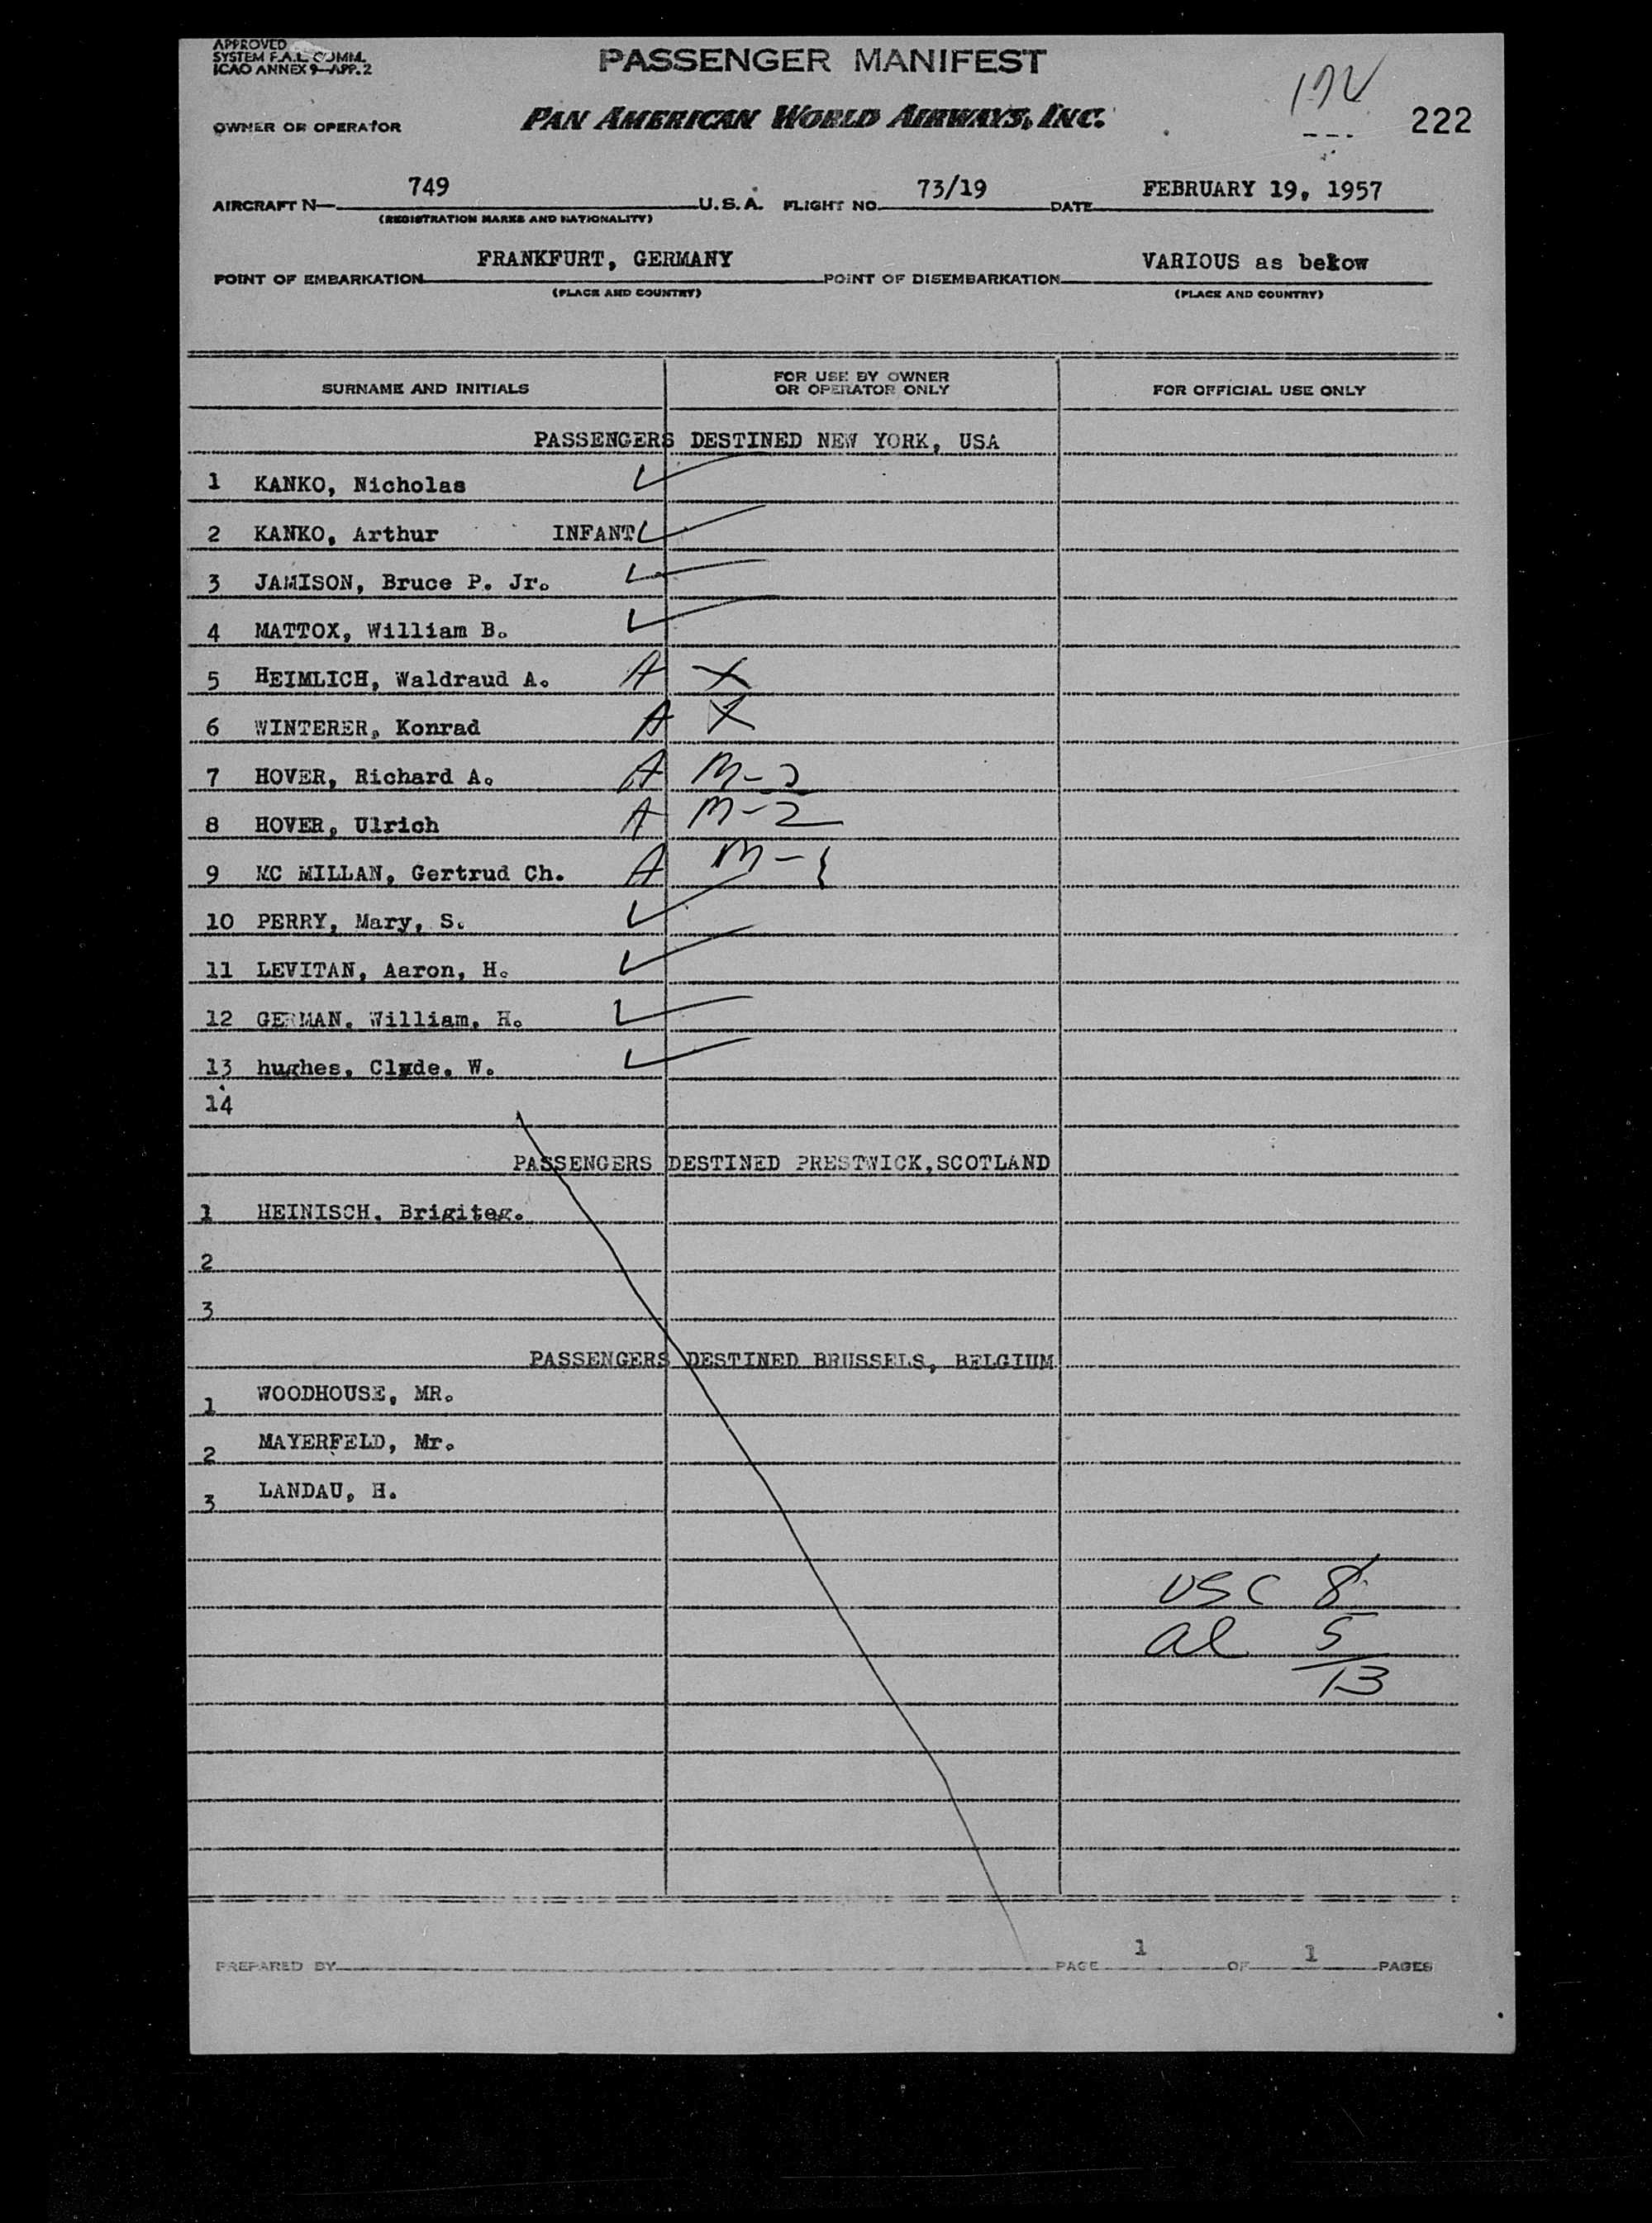 APPROVED
SYSTEM F.A.L. COMM.
ICAO ANNEX 9—APP. 2
PASSENGER MANIFEST
222
OWNER OR OPERATOR PAN AMERICAN WORLD AIRWAYS, INC.
AIRCRAFT N— 749 U.S.A. FLIGHT NO. 73/19 DATE FEBRUARY 19, 1957
(REGISTRATION MARKS AND NATIONALITY)
POINT OF EMBARKATION FRANKFURT, GERMANY POINT OF DISEMBARKATION VARIOUS as below
(PLACE AND COUNTRY) (PLACE AND COUNTRY)
SURNAME AND INITIALS FOR USE BY OWNER OR OPERATOR ONLY FOR OFFICIAL USE ONLY
PASSENGERS DESTINED NEW YORK, USA
1 KANKO, Nicholas ✓
2 KANKO, Arthur INFANT ✓
3 JAMISON, Bruce P. Jr. ✓
4 MATTOX, William B. ✓
5 HEIMLICH, Waldraud A. A X
6 WINTERER, Konrad A X
7 HOVER, Richard A. A M-2
8 HOVER, Ulrich A M-2
9 MC MILLAN, Gertrud Ch. A M-1
10 PERRY, Mary, S. ✓
11 LEVITAN, Aaron, H. ✓
12 GERMAN. William, H. ✓
13 hughes, Clyde. W. ✓
14
PASSENGERS DESTINED PRESTWICK,SCOTLAND
1 HEINISCH. Brigiteg.
2
3
PASSENGERS DESTINED BRUSSELS, BELGIUM
1 WOODHOUSE, MR.
2 MAYERFELD, Mr.
3 LANDAU, H.
USC 8
al 5
13
PREPARED BY PAGE 1 OF 1 PAGES